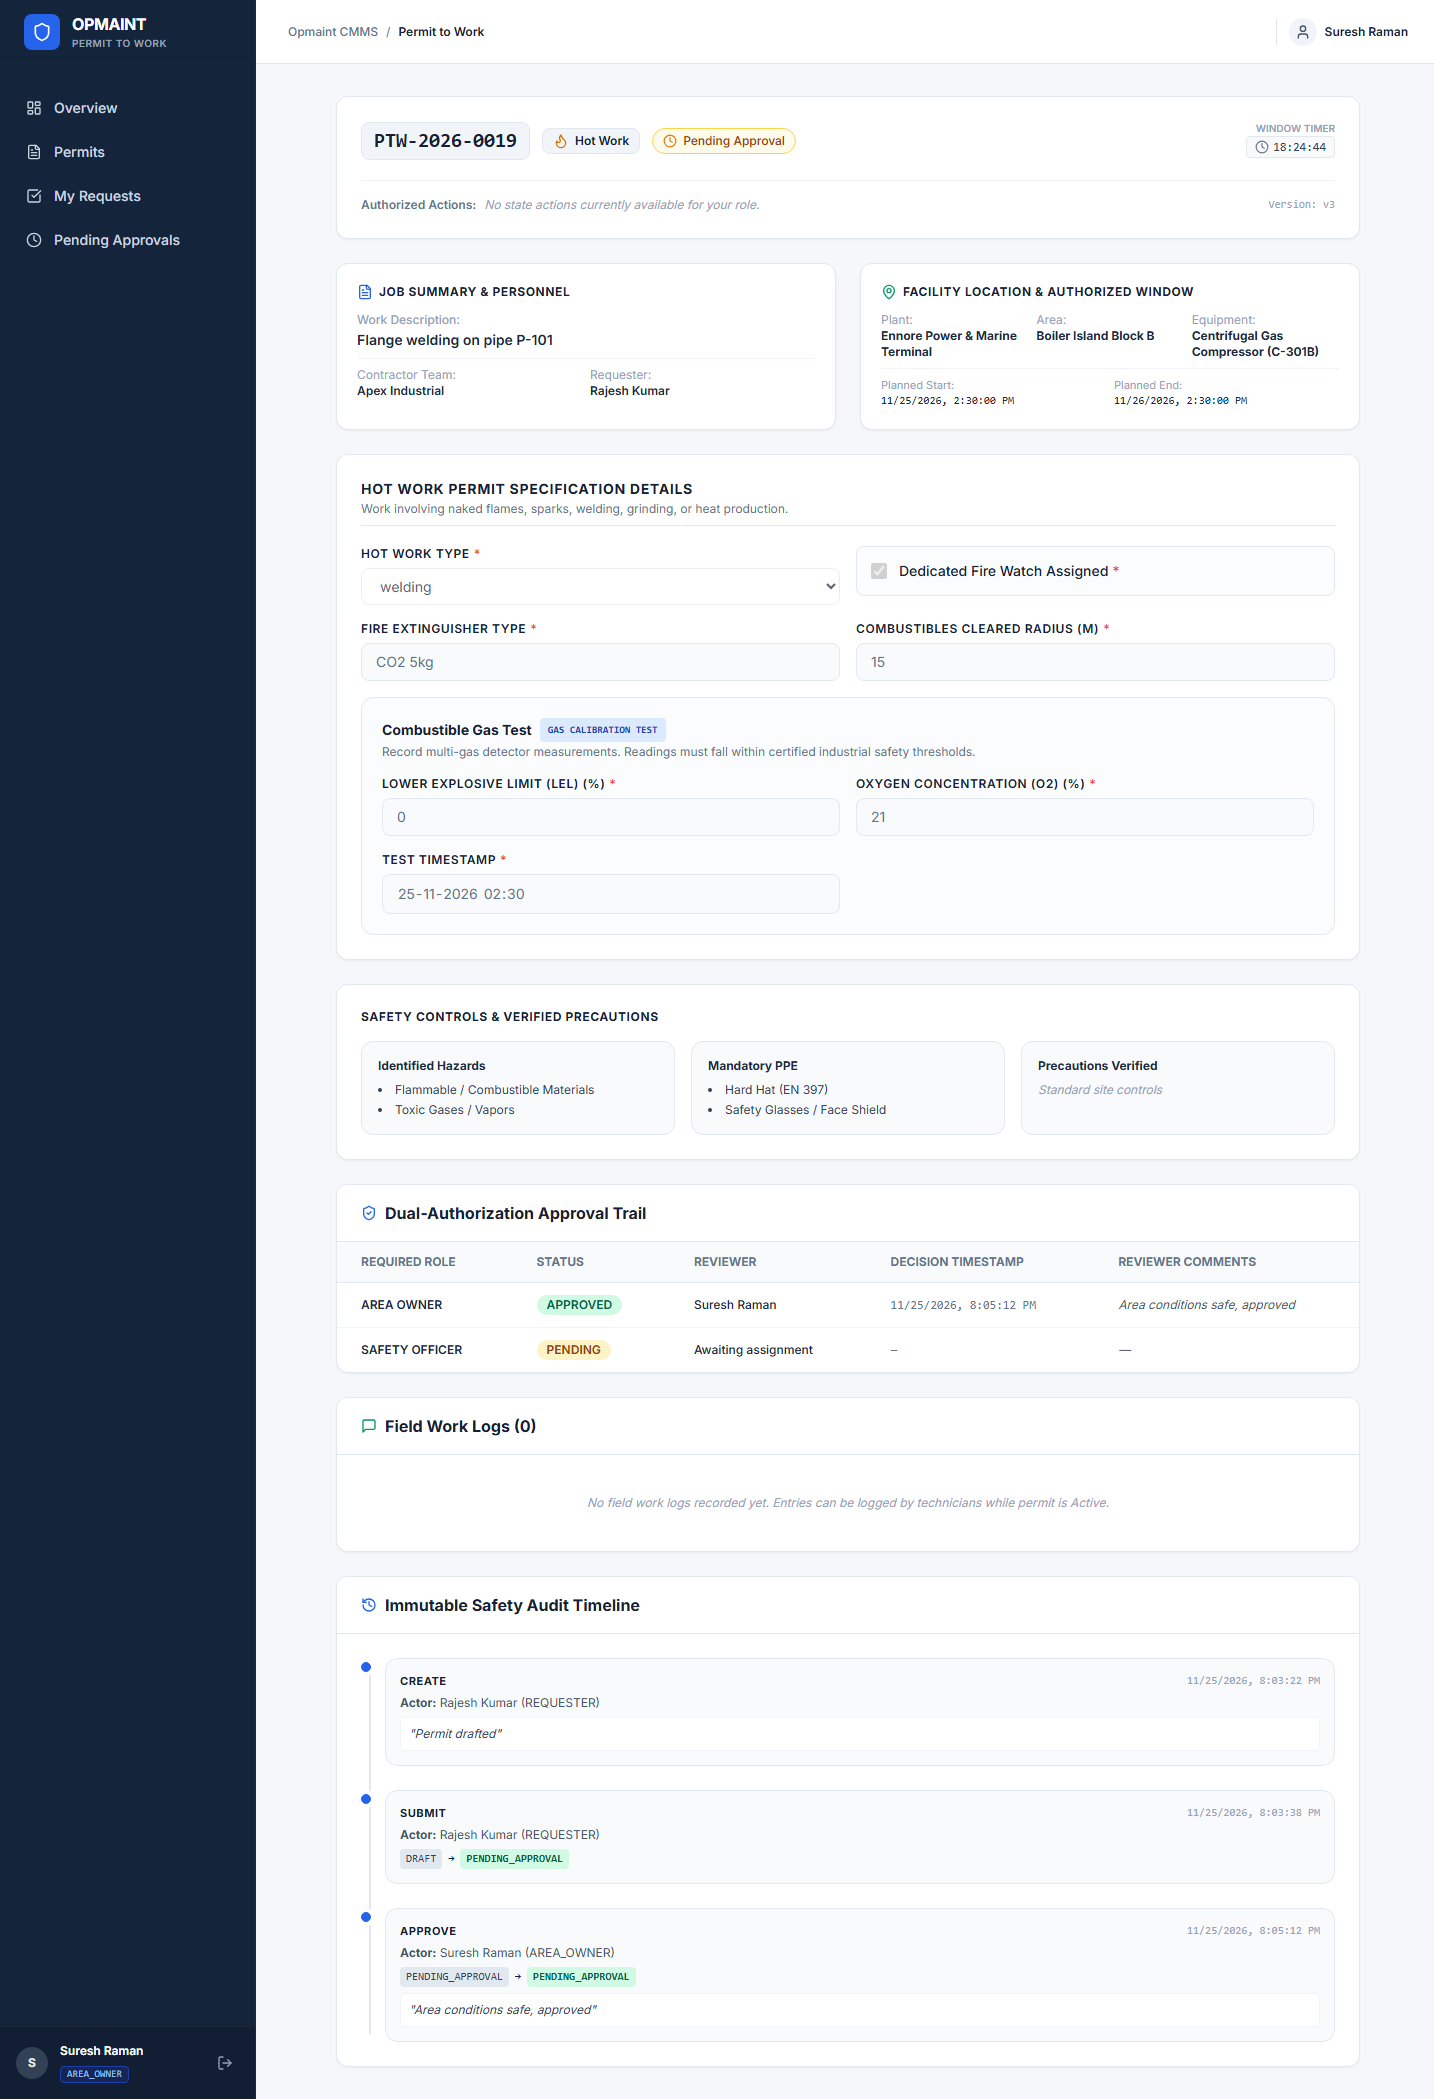 OPMAINT
PERMIT TO WORK
Overview
Permits
My Requests
Pending Approvals
Suresh Raman
S
AREA_OWNER
Opmaint CMMS / Permit to Work
Suresh Raman
PTW-2026-0019
Hot Work
Pending Approval
WINDOW TIMER
18:24:44
Authorized Actions: No state actions currently available for your role.
Version: v3
JOB SUMMARY & PERSONNEL
Work Description:
Flange welding on pipe P-101
Contractor Team:
Apex Industrial
Requester:
Rajesh Kumar
FACILITY LOCATION & AUTHORIZED WINDOW
Plant:
Ennore Power & Marine
Terminal
Area:
Boiler Island Block B
Equipment:
Centrifugal Gas
Compressor (C-301B)
Planned Start:
11/25/2026, 2:30:00 PM
Planned End:
11/26/2026, 2:30:00 PM
HOT WORK PERMIT SPECIFICATION DETAILS
Work involving naked flames, sparks, welding, grinding, or heat production.
HOT WORK TYPE *
welding
Dedicated Fire Watch Assigned *
FIRE EXTINGUISHER TYPE *
CO2 5kg
COMBUSTIBLES CLEARED RADIUS (M) *
15
Combustible Gas Test
GAS CALIBRATION TEST
Record multi-gas detector measurements. Readings must fall within certified industrial safety thresholds.
LOWER EXPLOSIVE LIMIT (LEL) (%) *
0
OXYGEN CONCENTRATION (O2) (%) *
21
TEST TIMESTAMP *
25-11-2026 02:30
SAFETY CONTROLS & VERIFIED PRECAUTIONS
Identified Hazards
• Flammable / Combustible Materials
• Toxic Gases / Vapors
Mandatory PPE
• Hard Hat (EN 397)
• Safety Glasses / Face Shield
Precautions Verified
Standard site controls
Dual-Authorization Approval Trail
REQUIRED ROLE STATUS REVIEWER DECISION TIMESTAMP REVIEWER COMMENTS
AREA OWNER APPROVED Suresh Raman 11/25/2026, 8:05:12 PM Area conditions safe, approved
SAFETY OFFICER PENDING Awaiting assignment – —
Field Work Logs (0)
No field work logs recorded yet. Entries can be logged by technicians while permit is Active.
Immutable Safety Audit Timeline
CREATE
11/25/2026, 8:03:22 PM
Actor: Rajesh Kumar (REQUESTER)
"Permit drafted"
SUBMIT
11/25/2026, 8:03:38 PM
Actor: Rajesh Kumar (REQUESTER)
DRAFT → PENDING_APPROVAL
APPROVE
11/25/2026, 8:05:12 PM
Actor: Suresh Raman (AREA_OWNER)
PENDING_APPROVAL → PENDING_APPROVAL
"Area conditions safe, approved"